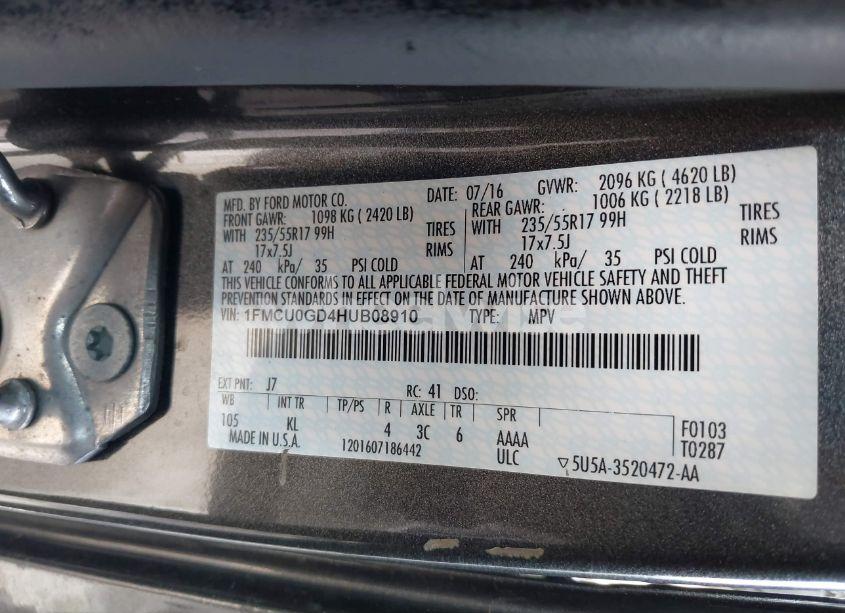 MFD. BY FORD MOTOR CO. DATE: 07/16 GVWR: 2096 KG ( 4620 LB)
FRONT GAWR: 1098 KG ( 2420 LB) REAR GAWR: 1006 KG ( 2218 LB)
WITH 235/55R17 99H TIRES WITH 235/55R17 99H TIRES
17x7.5J RIMS 17x7.5J RIMS
AT 240 kPa/ 35 PSI COLD AT 240 kPa/ 35 PSI COLD
THIS VEHICLE CONFORMS TO ALL APPLICABLE FEDERAL MOTOR VEHICLE SAFETY AND THEFT
PREVENTION STANDARDS IN EFFECT ON THE DATE OF MANUFACTURE SHOWN ABOVE.
VIN: 1FMCU0GD4HUB08910 TYPE: MPV
EXT PNT: J7 RC: 41 DSO:
WB INT TR TP/PS R AXLE TR SPR
105 KL 4 3C 6 AAAA F0103
MADE IN U.S.A. 1201607186442 ULC T0287
▽5U5A-3520472-AA